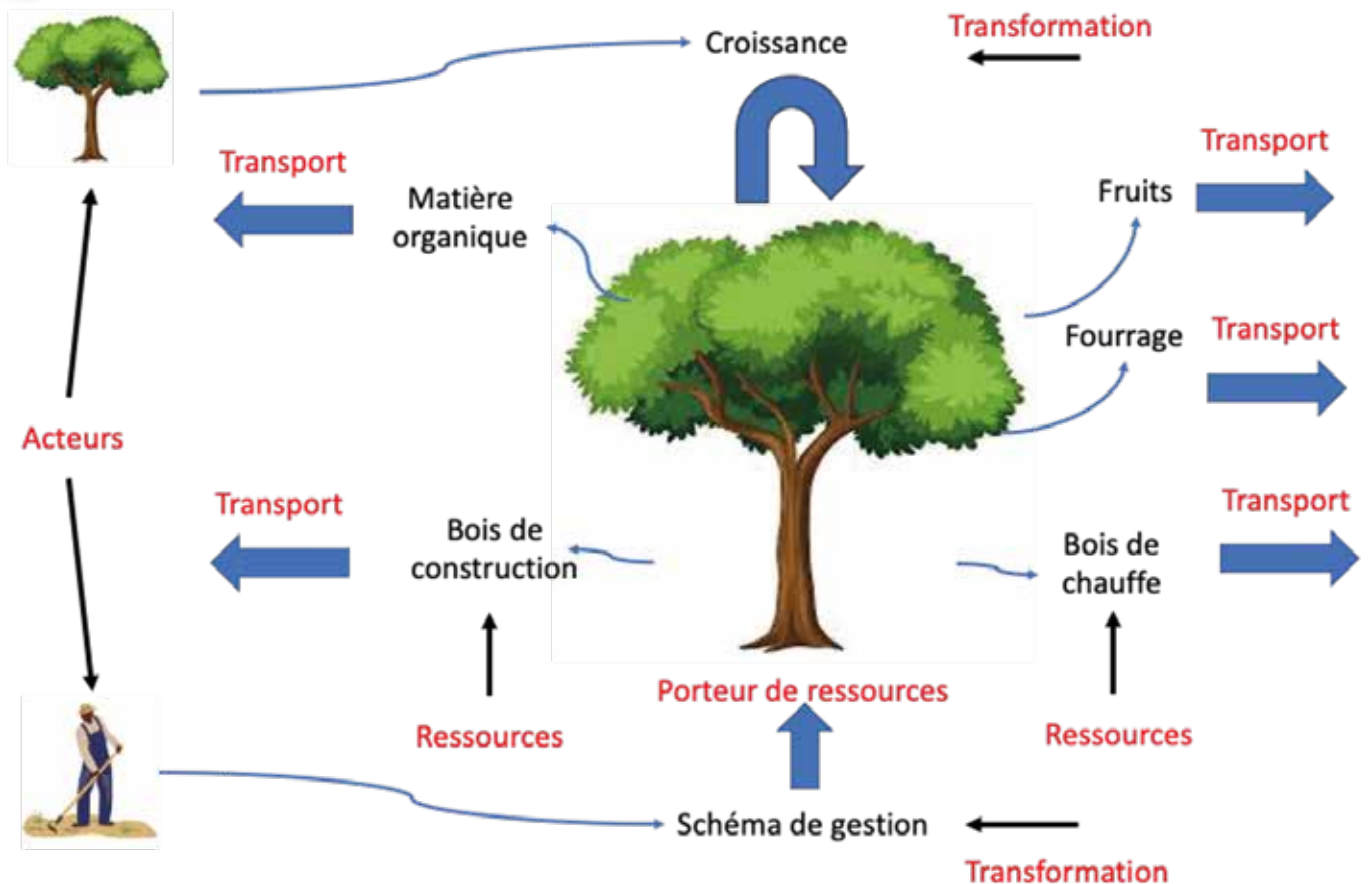 Croissance
Transformation
Transport
Matière
organique
Fruits
Transport
Fourrage
Transport
Acteurs
Transport
Bois de
construction
Bois de
chauffe
Transport
Porteur de ressources
Ressources
Ressources
Schéma de gestion
Transformation